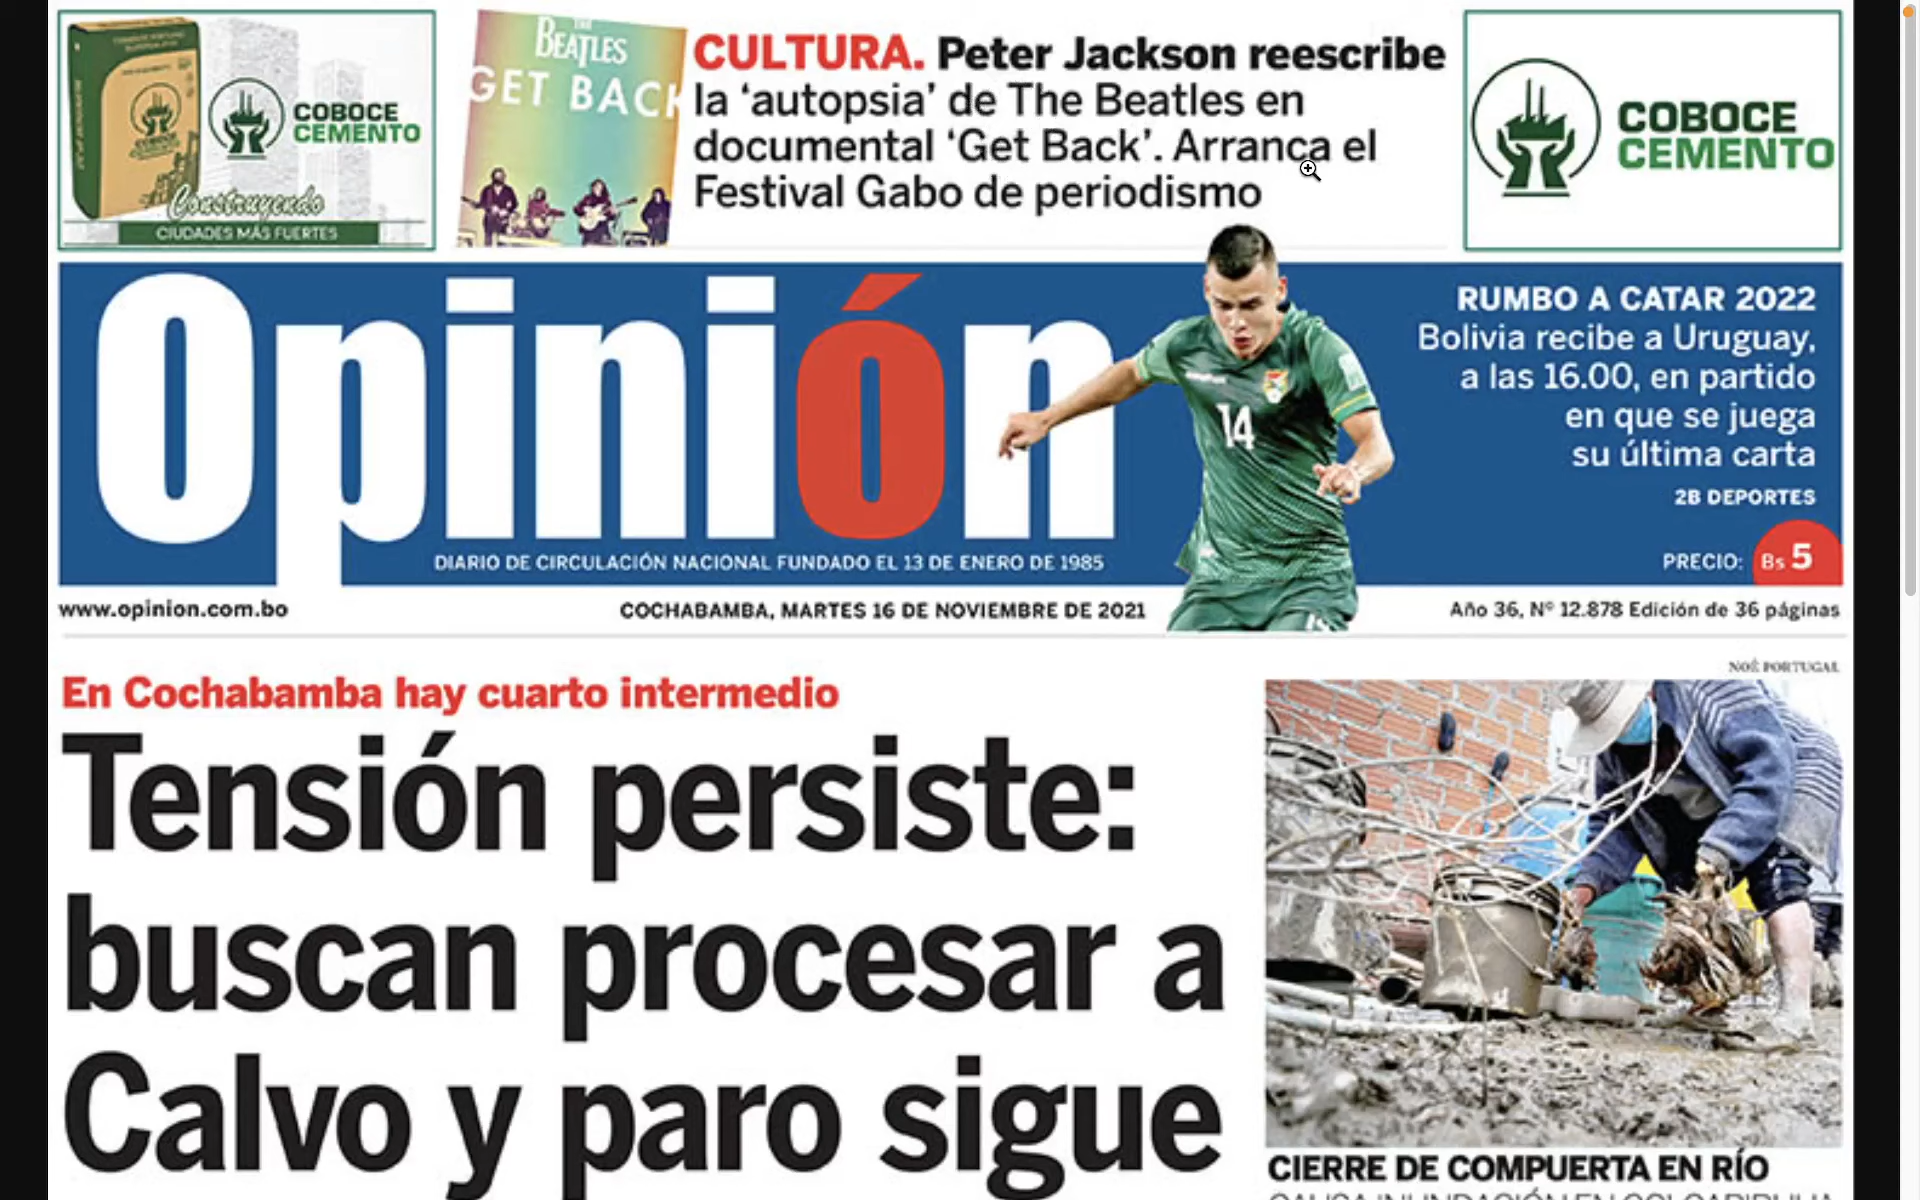 COBOCE
CEMENTO
Construyendo
CIUDADES MÁS FUERTES
THE
BEATLES
GET BACK
CULTURA. Peter Jackson reescribe
la ‘autopsia’ de The Beatles en
documental ‘Get Back’. Arranca el
Festival Gabo de periodismo
COBOCE
CEMENTO
Opinión
DIARIO DE CIRCULACIÓN NACIONAL FUNDADO EL 13 DE ENERO DE 1985
14
RUMBO A CATAR 2022
Bolivia recibe a Uruguay,
a las 16.00, en partido
en que se juega
su última carta
2B DEPORTES
PRECIO: Bs 5
www.opinion.com.bo
COCHABAMBA, MARTES 16 DE NOVIEMBRE DE 2021
Año 36, Nº 12.878 Edición de 36 páginas
En Cochabamba hay cuarto intermedio
Tensión persiste:
buscan procesar a
Calvo y paro sigue
NOÉ PORTUGAL
CIERRE DE COMPUERTA EN RÍO